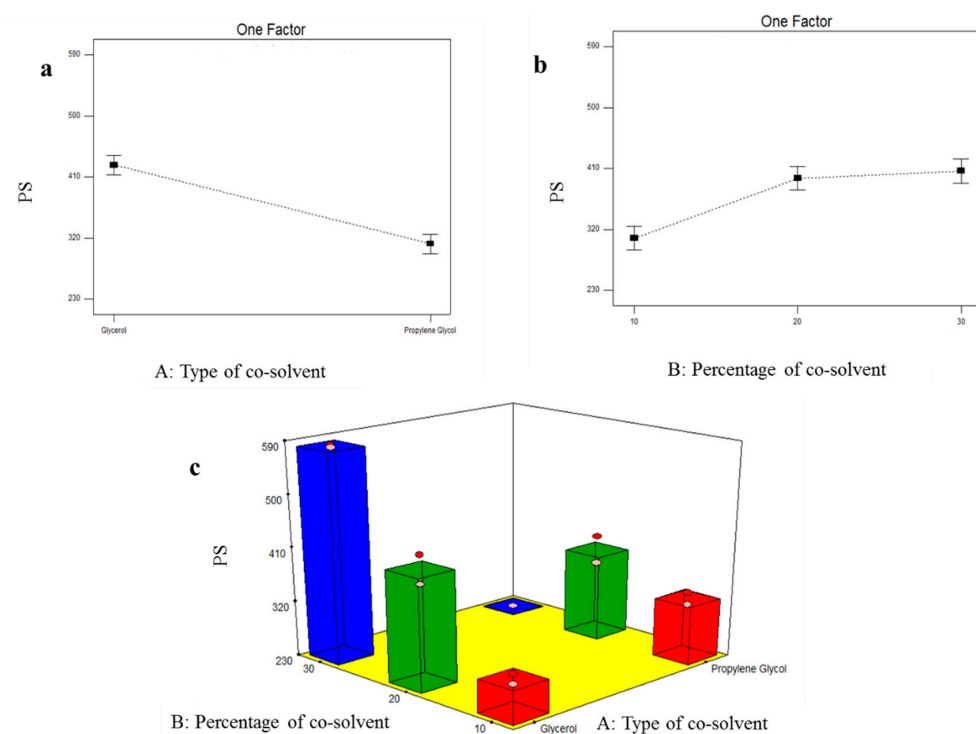 One Factor
a
590
500
410
320
230
PS
Glycerol
Propylene Glycol
A: Type of co-solvent
One Factor
b
590
500
410
320
230
PS
10
20
30
B: Percentage of co-solvent
c
590
500
410
320
230
PS
30
20
10
B: Percentage of co-solvent
Glycerol
Propylene Glycol
A: Type of co-solvent